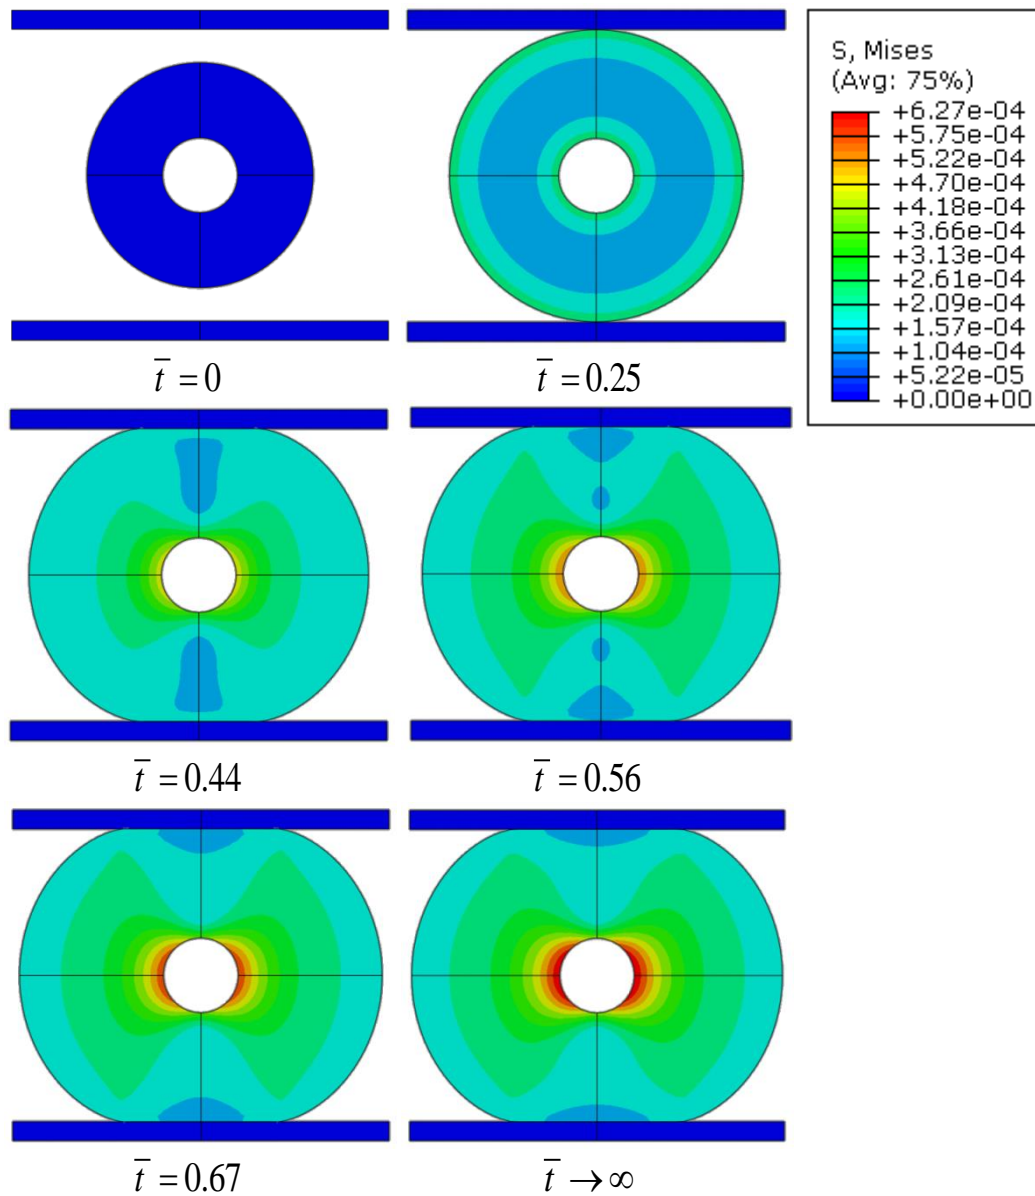 S, Mises
(Avg: 75%)
+6.27e-04
+5.75e-04
+5.22e-04
+4.70e-04
+4.18e-04
+3.66e-04
+3.13e-04
+2.61e-04
+2.09e-04
+1.57e-04
+1.04e-04
+5.22e-05
+0.00e+00
t̅ = 0
t̅ = 0.25
t̅ = 0.44
t̅ = 0.56
t̅ = 0.67
t̅ → ∞